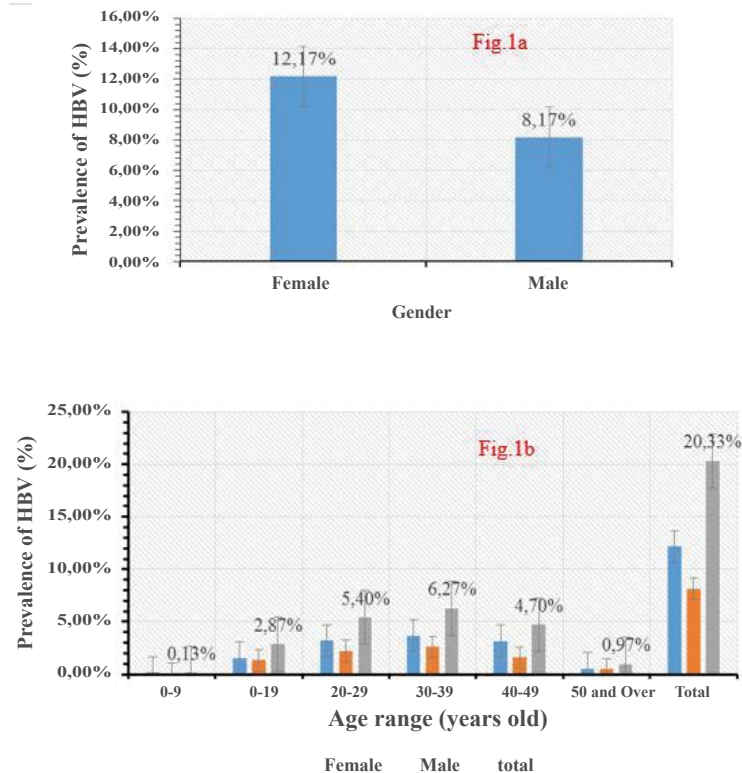 16,00%
14,00%
12,00%
10,00%
8,00%
6,00%
4,00%
2,00%
0,00%
Prevalence of HBV (%)
Fig.1a
12,17%
8,17%
Female Male
Gender
25,00%
20,00%
15,00%
10,00%
5,00%
0,00%
Prevalence of HBV (%)
Fig.1b
0,13% 2,87% 5,40% 6,27% 4,70% 0,97% 20,33%
0-9 0-19 20-29 30-39 40-49 50 and Over Total
Age range (years old)
Female Male total